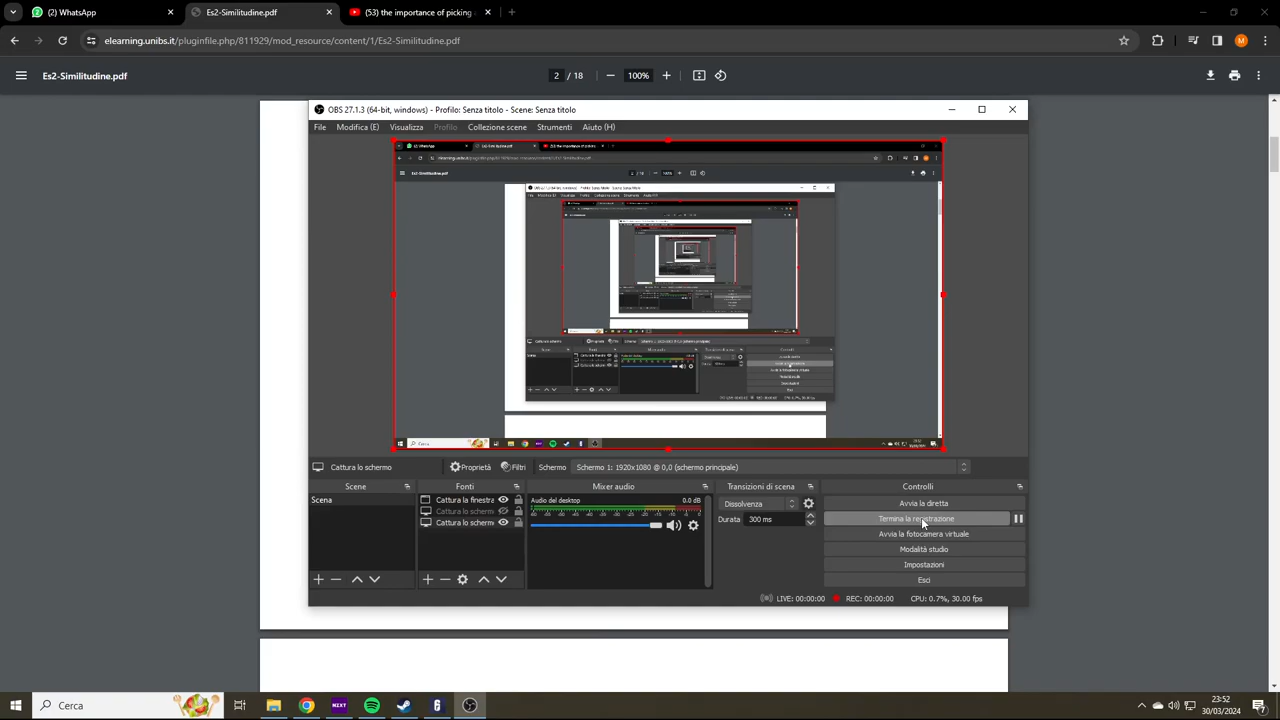 (2) WhatsApp
Es2-Similitudine.pdf
(53) the importance of picking
elearning.unibs.it/pluginfile.php/811929/mod_resource/content/1/Es2-Similitudine.pdf
M
Es2-Similitudine.pdf
2 / 18
100%
OBS 27.1.3 (64-bit, windows) - Profilo: Senza titolo - Scene: Senza titolo
File Modifica (E) Visualizza Profilo Collezione scene Strumenti Aiuto (H)
Cattura lo schermo
Proprietà
Filtri
Schermo
Schermo 1: 1920x1080 @ 0,0 (schermo principale)
Scene
Fonti
Mixer audio
Transizioni di scena
Controlli
Scena
Cattura la finestra
Cattura lo scherm
Cattura lo scherm
Audio del desktop
0.0 dB
Dissolvenza
Durata
300 ms
Avvia la diretta
Termina la registrazione
Avvia la fotocamera virtuale
Modalità studio
Impostazioni
Esci
LIVE: 00:00:00
REC: 00:00:00
CPU: 0.7%, 30.00 fps
Cerca
NZXT
23:52
30/03/2024